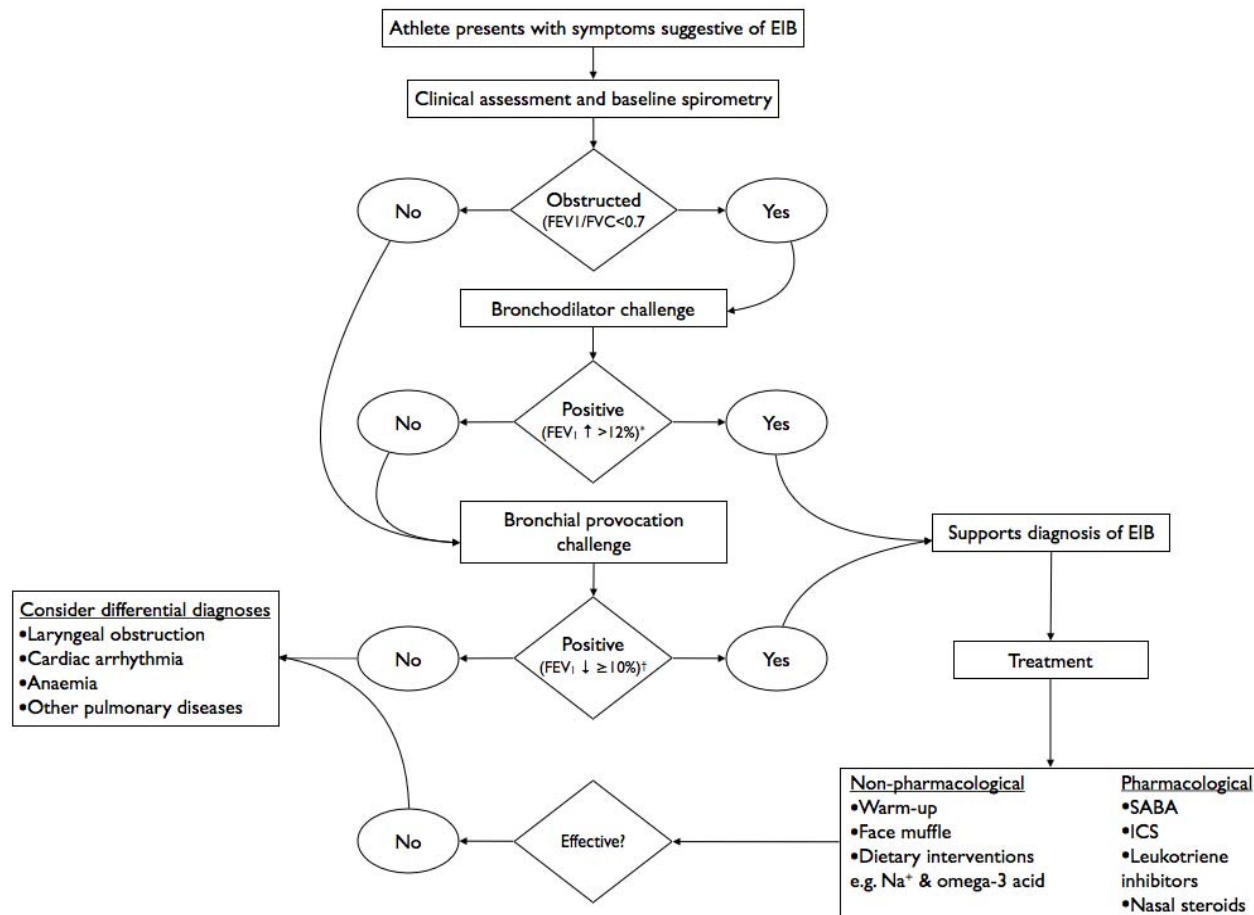 Athlete presents with symptoms suggestive of EIB
Clinical assessment and baseline spirometry
No
Obstructed
(FEV1/FVC<0.7
Yes
Bronchodilator challenge
No
Positive
(FEV₁ ↑ >12%)*
Yes
Bronchial provocation
challenge
Supports diagnosis of EIB
Consider differential diagnoses
•Laryngeal obstruction
•Cardiac arrhythmia
•Anaemia
•Other pulmonary diseases
No
Positive
(FEV₁ ↓ ≥10%)†
Yes
Treatment
Non-pharmacological
•Warm-up
•Face muffle
•Dietary interventions
e.g. Na⁺ & omega-3 acid
Pharmacological
•SABA
•ICS
•Leukotriene
inhibitors
•Nasal steroids
Effective?
No